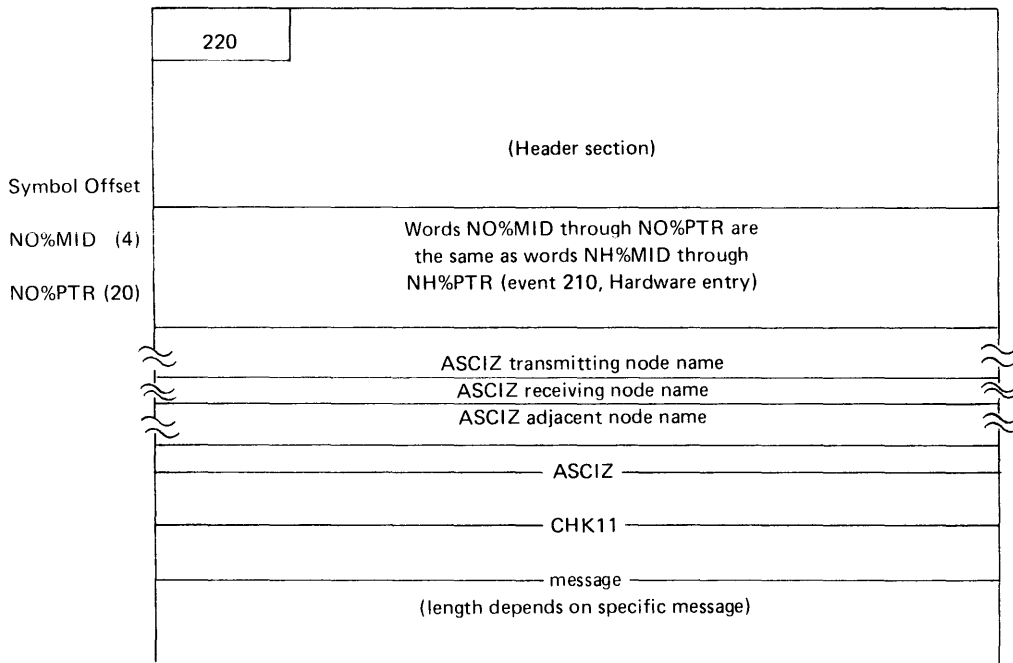 220
(Header section)
Symbol Offset
NO%MID (4)
NO%PTR (20)
Words NO%MID through NO%PTR are
the same as words NH%MID through
NH%PTR (event 210, Hardware entry)
ASCIZ transmitting node name
ASCIZ receiving node name
ASCIZ adjacent node name
ASCIZ
CHK11
message
(length depends on specific message)